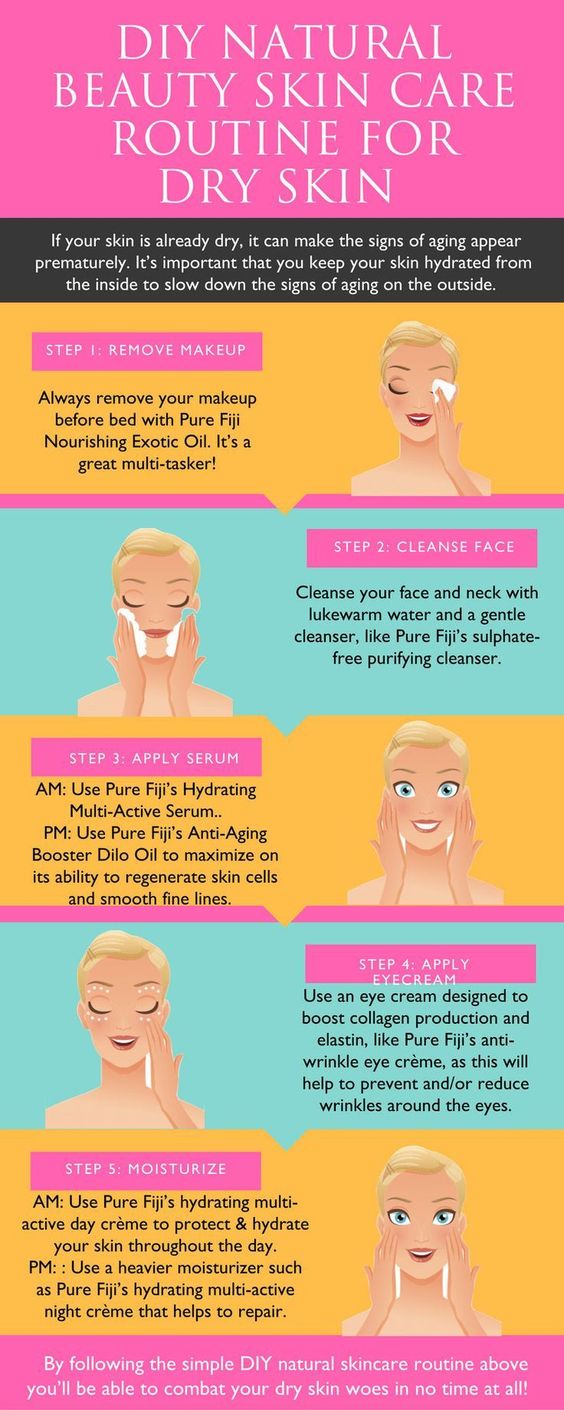 DIY NATURAL
BEAUTY SKIN CARE
ROUTINE FOR
DRY SKIN
If your skin is already dry, it can make the signs of aging appear
prematurely. It's important that you keep your skin hydrated from
the inside to slow down the signs of aging on the outside.
STEP 1: REMOVE MAKEUP
Always remove your makeup
before bed with Pure Fiji
Nourishing Exotic Oil. It's a
great multi-tasker!
STEP 2: CLEANSE FACE
Cleanse your face and neck with
lukewarm water and a gentle
cleanser, like Pure Fiji's sulphate-
free purifying cleanser.
STEP 3: APPLY SERUM
AM: Use Pure Fiji's Hydrating
Multi-Active Serum..
PM: Use Pure Fiji's Anti-Aging
Booster Dilo Oil to maximize on
its ability to regenerate skin cells
and smooth fine lines.
STEP 4: APPLY
EYECREAM
Use an eye cream designed to
boost collagen production and
elastin, like Pure Fiji's anti-
wrinkle eye crème, as this will
help to prevent and/or reduce
wrinkles around the eyes.
STEP 5: MOISTURIZE
AM: Use Pure Fiji's hydrating multi-
active day crème to protect & hydrate
your skin throughout the day.
PM: : Use a heavier moisturizer such
as Pure Fiji's hydrating multi-active
night crème that helps to repair.
By following the simple DIY natural skincare routine above
you'll be able to combat your dry skin woes in no time at all!